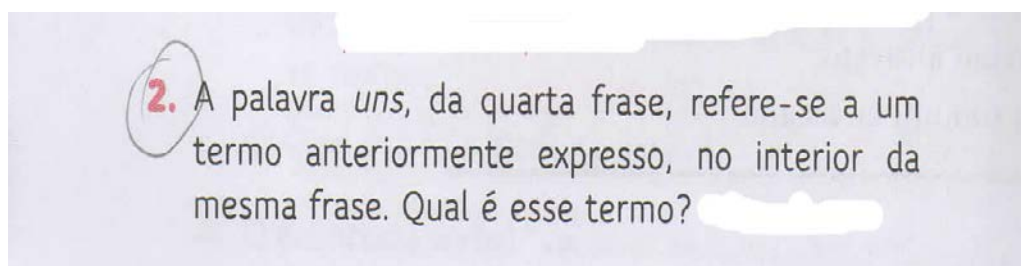 2. A palavra uns, da quarta frase, refere-se a um
termo anteriormente expresso, no interior da
mesma frase. Qual é esse termo?